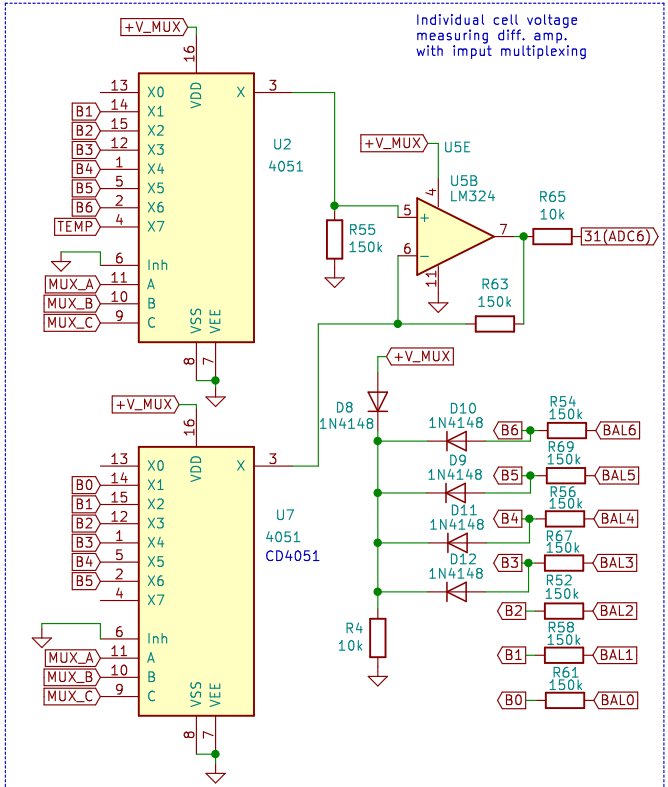 Individual cell voltage
measuring diff. amp.
with imput multiplexing
+V_MUX
16
VDD
13 X0
B1 14 X1
B2 15 X2
B3 12 X3
B4 1 X4
B5 5 X5
B6 2 X6
TEMP 4 X7
6 Inh
MUX_A 11 A
MUX_B 10 B
MUX_C 9 C
X 3
U2
4051
VSS VEE
8 7
+V_MUX U5E
4
U5B
LM324
5 +
6 −
7
11
R55
150k
R65
10k
31(ADC6)
R63
150k
+V_MUX
16
VDD
13 X0
B0 14 X1
B1 15 X2
B2 12 X3
B3 1 X4
B4 5 X5
B5 2 X6
4 X7
6 Inh
MUX_A 11 A
MUX_B 10 B
MUX_C 9 C
X 3
U7
4051
CD4051
VSS VEE
8 7
+V_MUX
D8
1N4148
D10
1N4148
D9
1N4148
D11
1N4148
D12
1N4148
R4
10k
B6 R54 150k BAL6
B5 R69 150k BAL5
B4 R56 150k BAL4
B3 R67 150k BAL3
B2 R52 150k BAL2
B1 R58 150k BAL1
B0 R61 150k BAL0